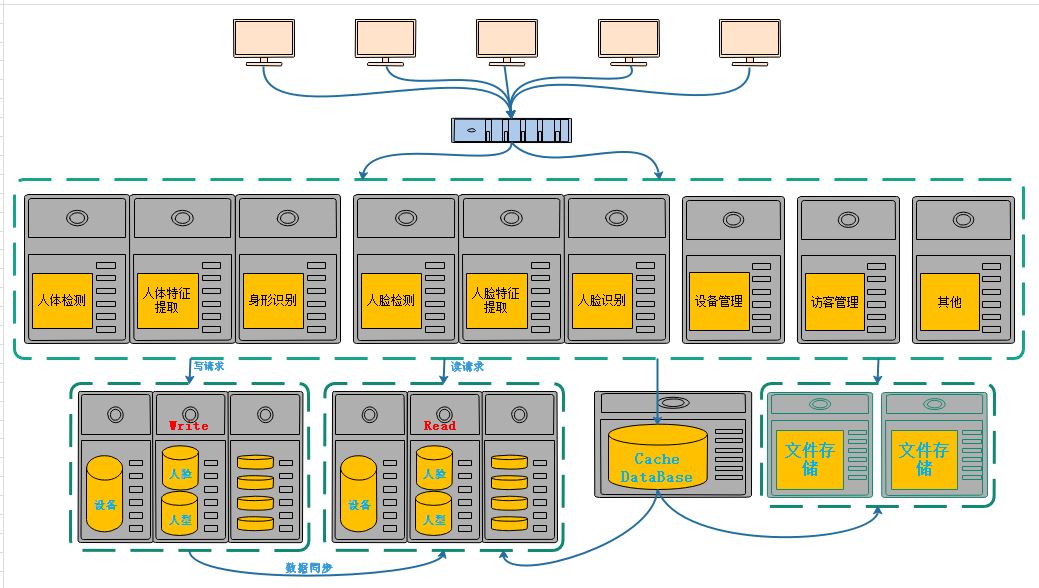 人体检测
人体特征
提取
身形识别
人脸检测
人脸特征
提取
人脸识别
设备管理
访客管理
其他
写请求
读请求
Write
Read
设备
人脸
人型
设备
人脸
人型
Cache
DataBase
文件存
储
文件存
储
数据同步